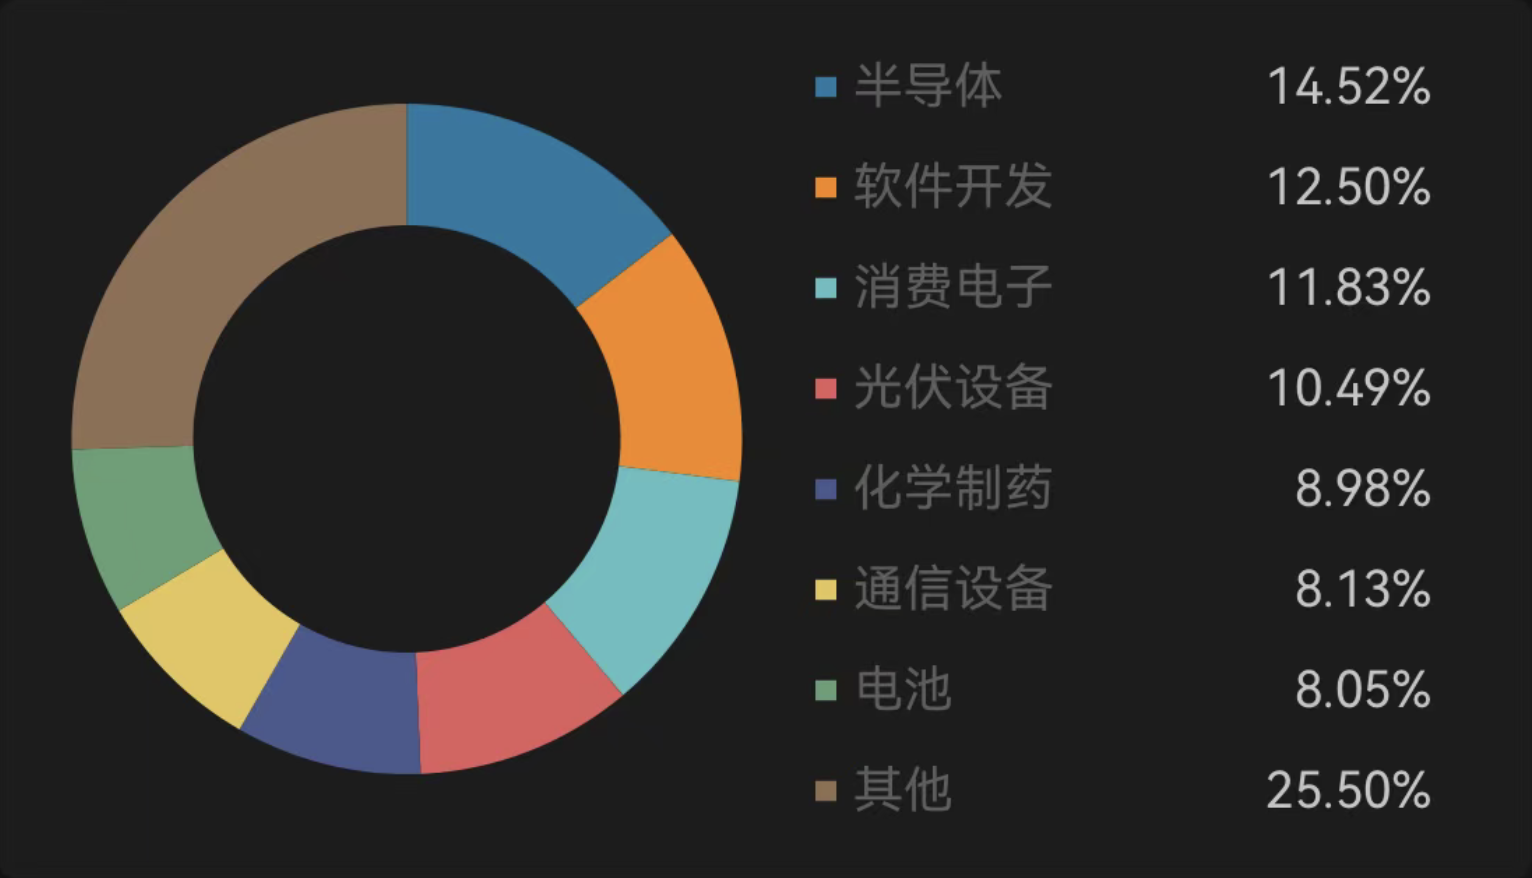 半导体 14.52%
软件开发 12.50%
消费电子 11.83%
光伏设备 10.49%
化学制药 8.98%
通信设备 8.13%
电池 8.05%
其他 25.50%